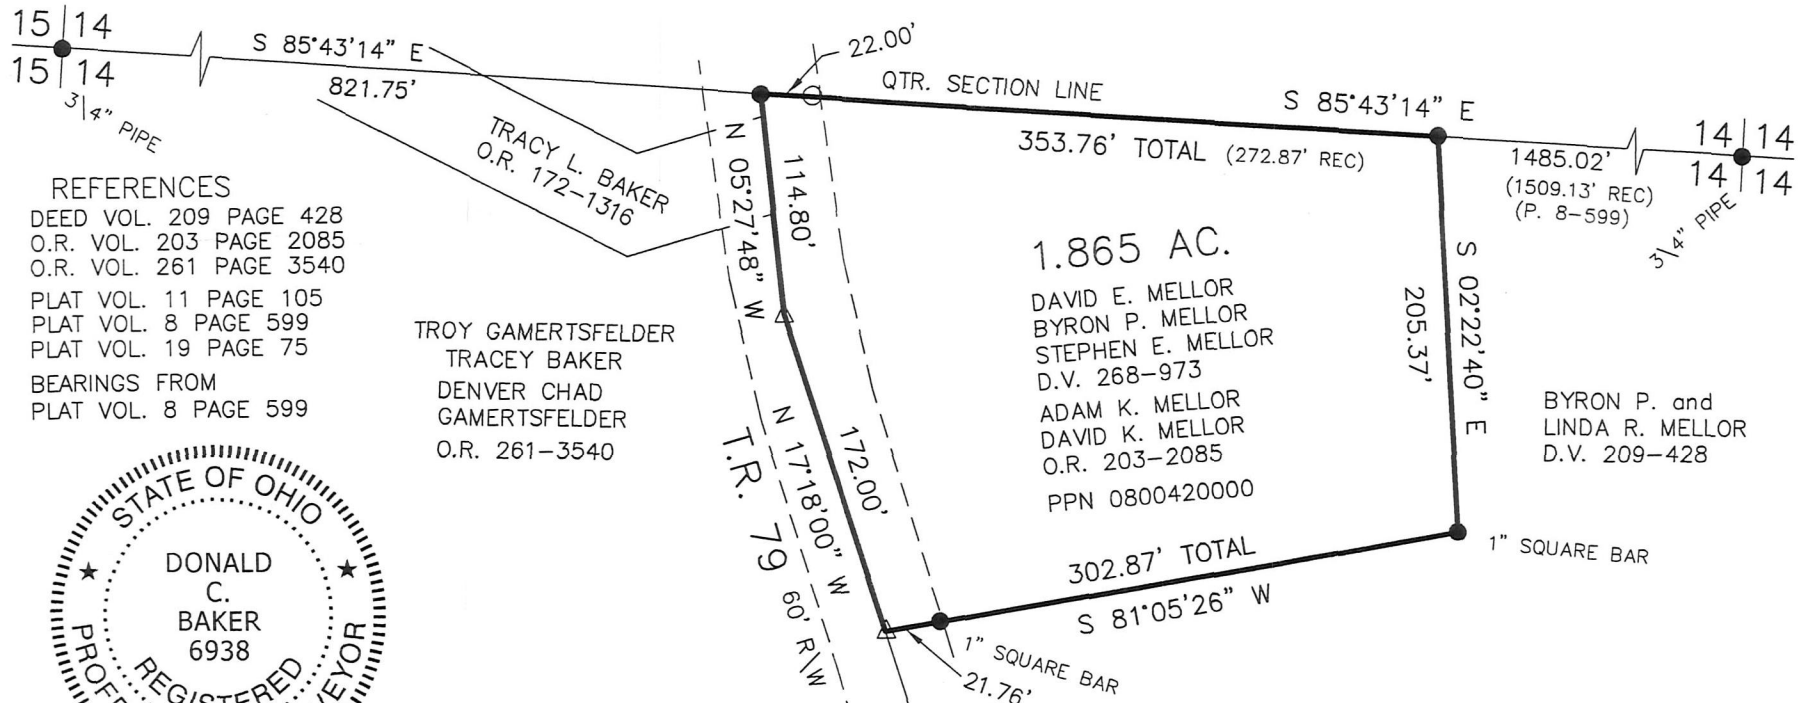 15 14
15 14
3\4" PIPE
S 85°43'14" E
821.75'
22.00'
QTR. SECTION LINE
S 85°43'14" E
353.76' TOTAL (272.87' REC)
1485.02'
(1509.13' REC)
(P. 8-599)
14 14
14 14
3\4" PIPE
TRACY L. BAKER
O.R. 172-1316
N 05°27'48" W
114.80'
REFERENCES
DEED VOL. 209 PAGE 428
O.R. VOL. 203 PAGE 2085
O.R. VOL. 261 PAGE 3540
PLAT VOL. 11 PAGE 105
PLAT VOL. 8 PAGE 599
PLAT VOL. 19 PAGE 75
BEARINGS FROM
PLAT VOL. 8 PAGE 599
TROY GAMERTSFELDER
TRACEY BAKER
DENVER CHAD
GAMERTSFELDER
O.R. 261-3540
1.865 AC.
DAVID E. MELLOR
BYRON P. MELLOR
STEPHEN E. MELLOR
D.V. 268-973
ADAM K. MELLOR
DAVID K. MELLOR
O.R. 203-2085
PPN 0800420000
S 02°22'40" E
205.37'
BYRON P. and
LINDA R. MELLOR
D.V. 209-428
N 17°18'00" W
172.00'
T.R. 79 60' R\W
302.87' TOTAL
S 81°05'26" W
1" SQUARE BAR
1" SQUARE BAR
21.76'
STATE OF OHIO
DONALD
C.
BAKER
6938
REGISTERED